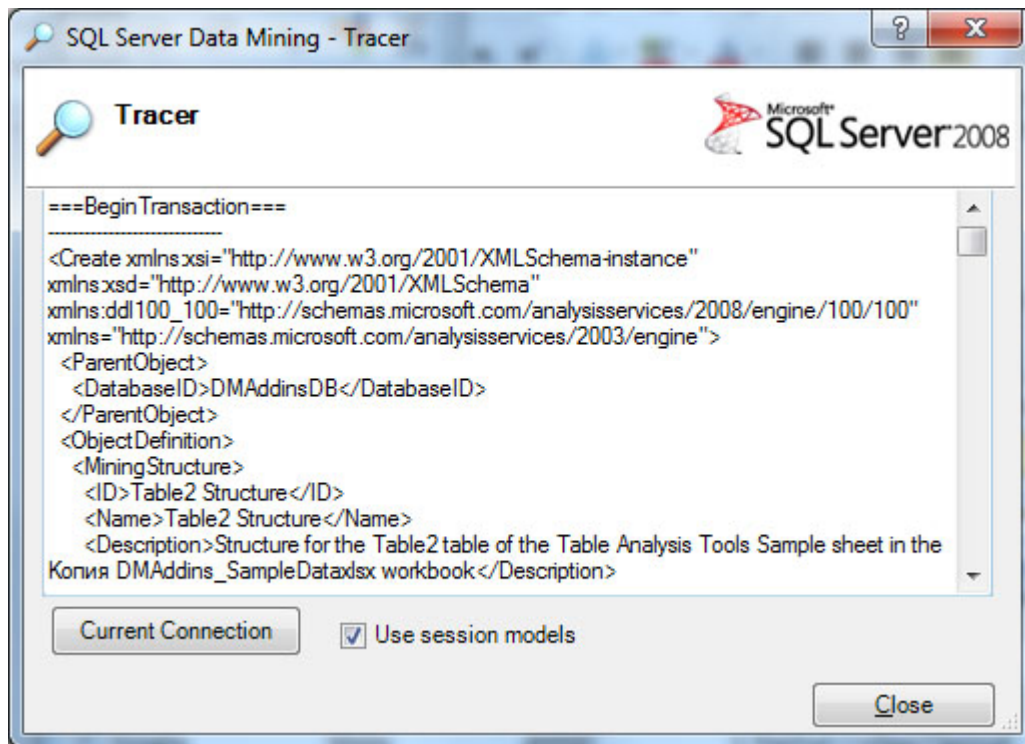 SQL Server Data Mining - Tracer
?
Tracer
Microsoft
SQL Server 2008
===BeginTransaction===
-----------------------------
<Create xmlns:xsi="http://www.w3.org/2001/XMLSchema-instance"
xmlns:xsd="http://www.w3.org/2001/XMLSchema"
xmlns:ddl100_100="http://schemas.microsoft.com/analysisservices/2008/engine/100/100"
xmlns="http://schemas.microsoft.com/analysisservices/2003/engine">
<ParentObject>
<DatabaseID>DMAddinsDB</DatabaseID>
</ParentObject>
<ObjectDefinition>
<MiningStructure>
<ID>Table2 Structure</ID>
<Name>Table2 Structure</Name>
<Description>Structure for the Table2 table of the Table Analysis Tools Sample sheet in the
Копия DMAddins_SampleDataxlsx workbook</Description>
Current Connection
Use session models
Close